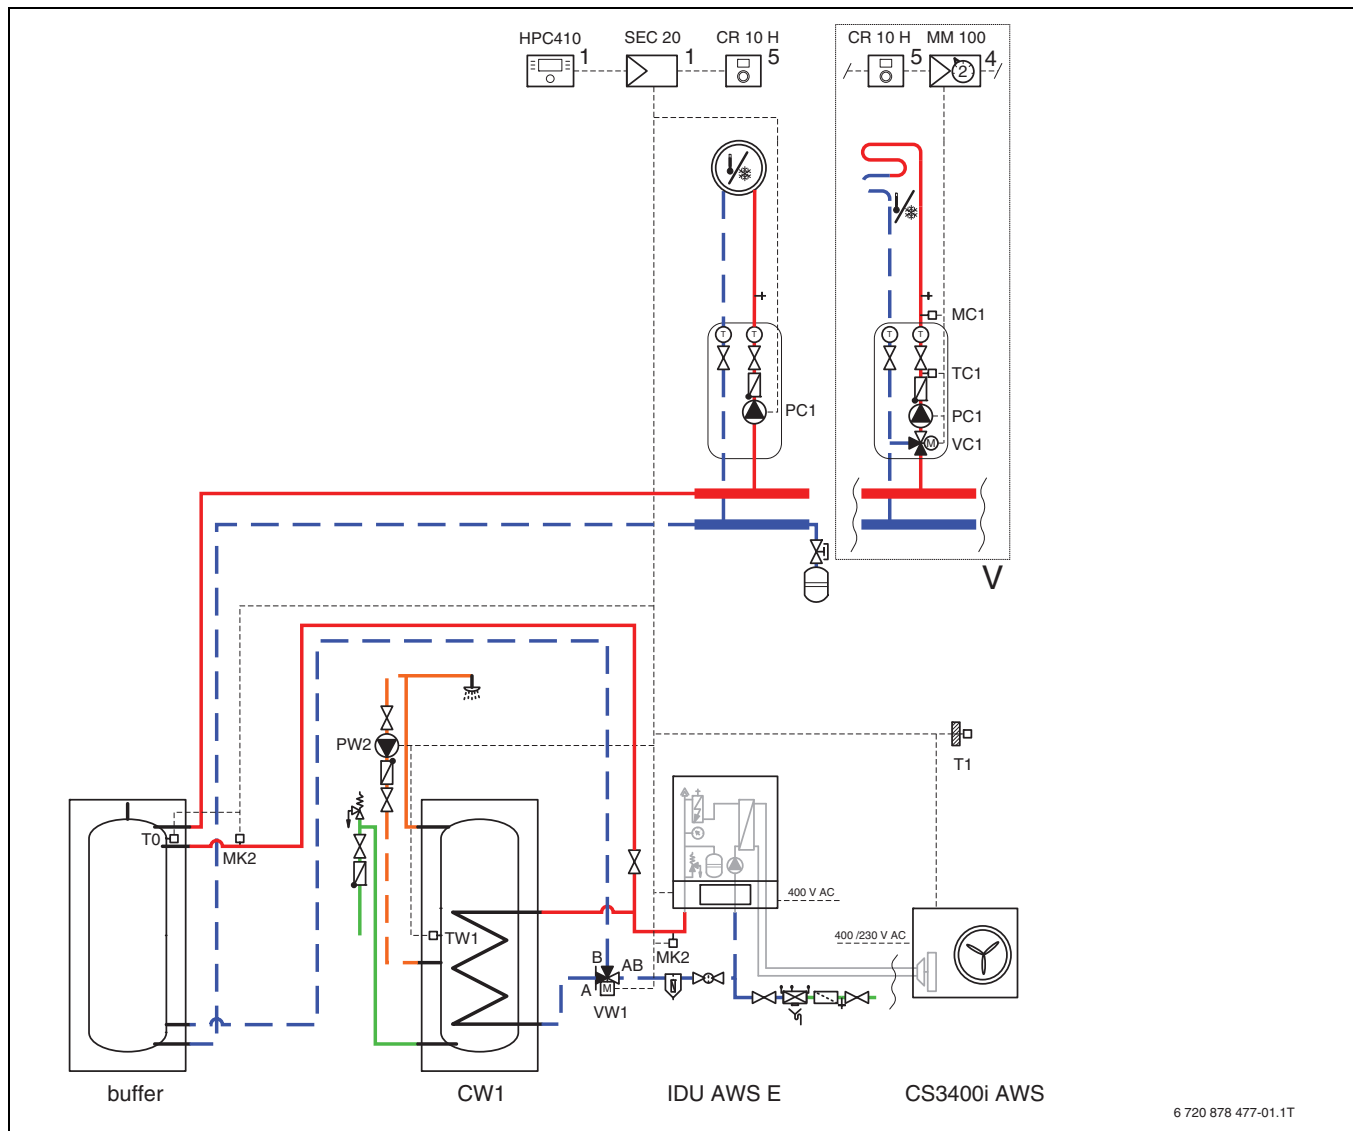 HPC410 SEC 20 CR 10 H CR 10 H MM 100
1 1 5 5 2 4
T T T T
MC1
TC1
PC1 PC1
M VC1
V
PW2
T1
T0
MK2
400 V AC
TW1
400 /230 V AC
B AB MK2
A M
VW1
buffer CW1 IDU AWS E CS3400i AWS
6 720 878 477-01.1T